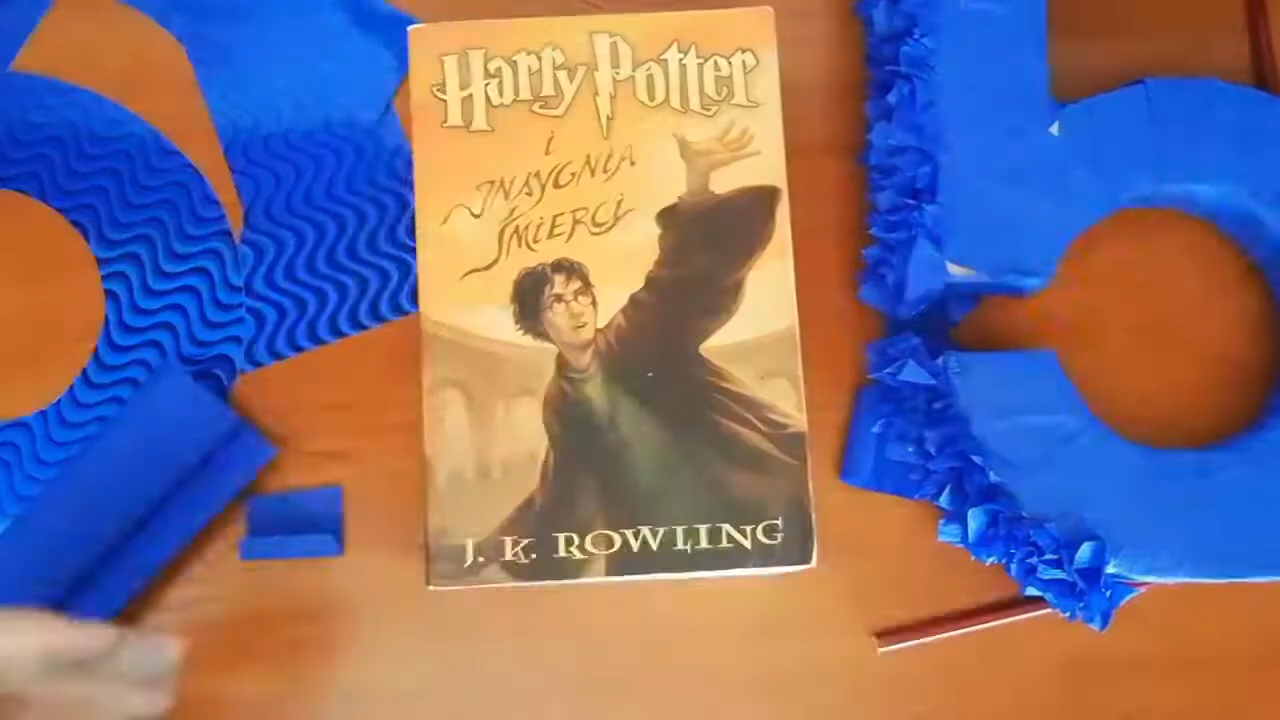 Harry Potter
i
INSYGNIA
ŚMIERCI
J. K. ROWLING